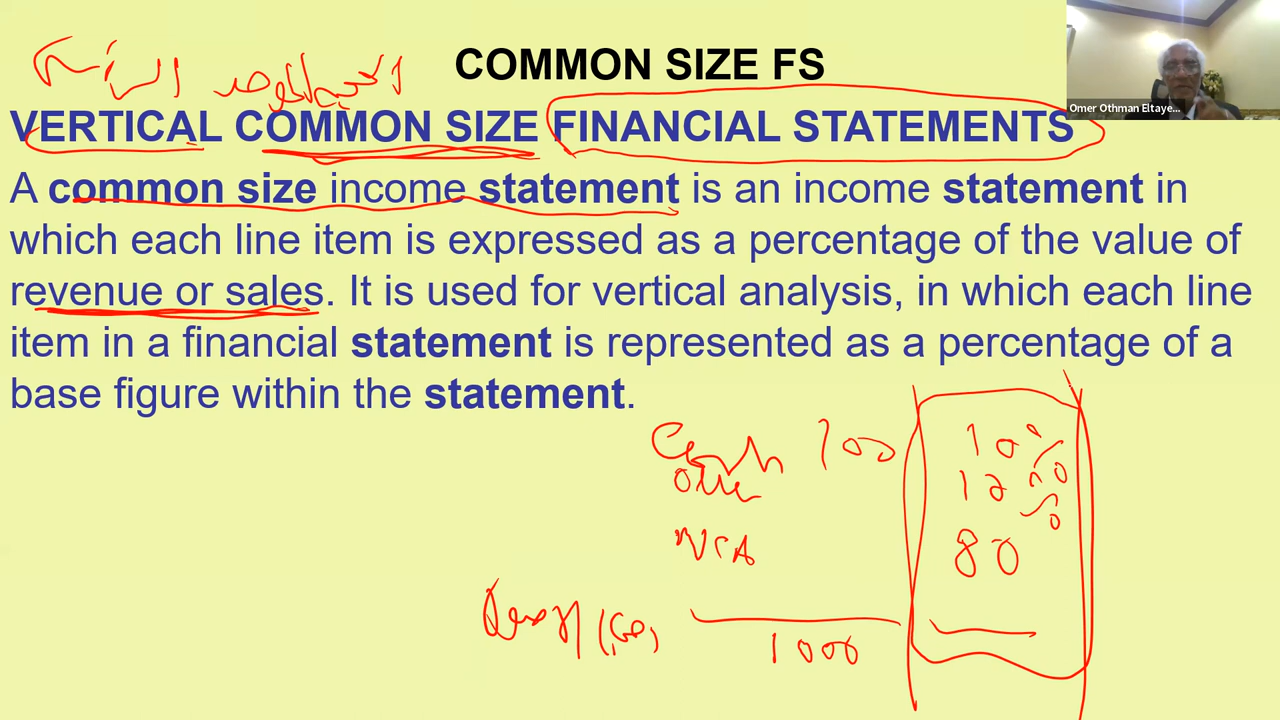 COMMON SIZE FS
VERTICAL COMMON SIZE FINANCIAL STATEMENTS
A common size income statement is an income statement in
which each line item is expressed as a percentage of the value of
revenue or sales. It is used for vertical analysis, in which each line
item in a financial statement is represented as a percentage of a
base figure within the statement.
Omer Othman Eltaye...
Cash 100 10%
12 %
NCA 80
1000